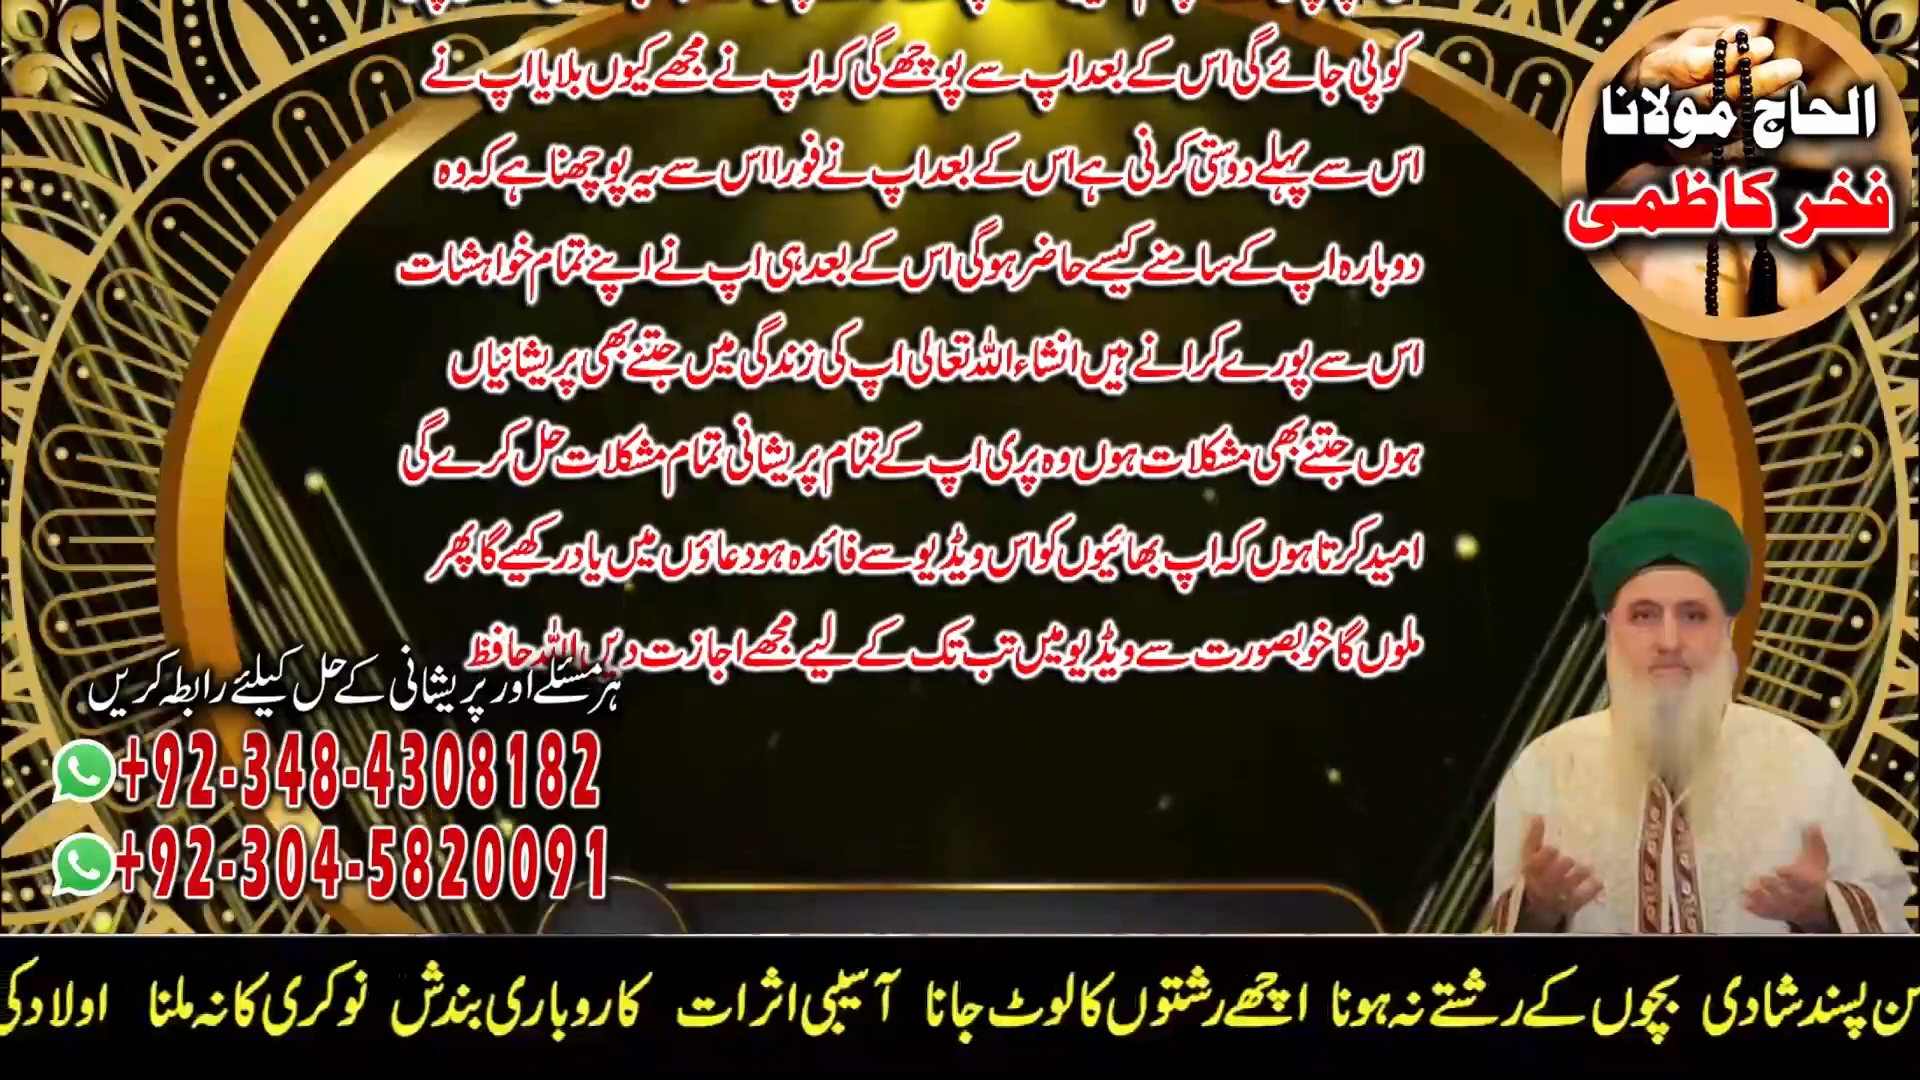 کو پی جائے گی اس کے بعد اپ سے پوچھے گی کہ اپ نے مجھے کیوں بلایا اپ نے
اس سے پہلے دوستی کرنی ہے اس کے بعد اپ نے فورا اس سے یہ پوچھنا ہے کہ وہ
دوبارہ اپ کے سامنے کیسے حاضر ہوگی اس کے بعد ہی اپ نے اپنے تمام خواہشات
اس سے پورے کرانے ہیں انشاء اللہ تعالی اپ کی زندگی میں جتنے بھی پریشانیاں
ہوں جتنے بھی مشکلات ہوں وہ پری اپ کے تمام پریشانی تمام مشکلات حل کرے گی
امید کرتا ہوں کہ اپ بھائیوں کو اس ویڈیو سے فائدہ ہو دعاؤں میں یاد رکھیے گا پھر
ملوں گا خوبصورت سے ویڈیو میں تب تک کے لیے مجھے اجازت دیں اللہ حافظ
الحاج مولانا
فخر کاظمی
ہر مسئلے اور پریشانی کے حل کیلئے رابطہ کریں
+92-348-4308182
+92-304-5820091
پسند شادی بچوں کے رشتے نہ ہونا اچھے رشتوں کا لوٹ جانا آسیبی اثرات کاروباری بندش نوکری کا نہ ملنا اولاد کی